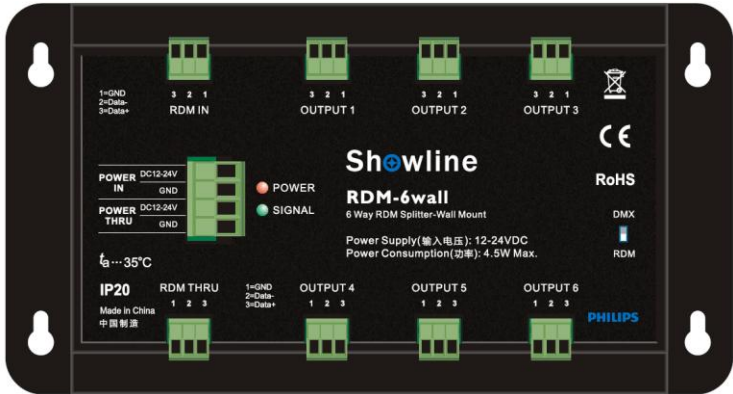 1=GND
2=Data-
3=Data+
3 2 1
RDM IN
3 2 1
OUTPUT 1
3 2 1
OUTPUT 2
3 2 1
OUTPUT 3
CE
RoHS
DMX
RDM
POWER IN
DC12-24V
GND
POWER THRU
DC12-24V
GND
POWER
SIGNAL
Showline
RDM-6wall
6 Way RDM Splitter-Wall Mount
Power Supply(输入电压): 12-24VDC
Power Consumption(功率): 4.5W Max.
ta···35°C
IP20
Made in China
中国制造
RDM THRU
1 2 3
1=GND
2=Data-
3=Data+
OUTPUT 4
1 2 3
OUTPUT 5
1 2 3
OUTPUT 6
1 2 3
PHILIPS